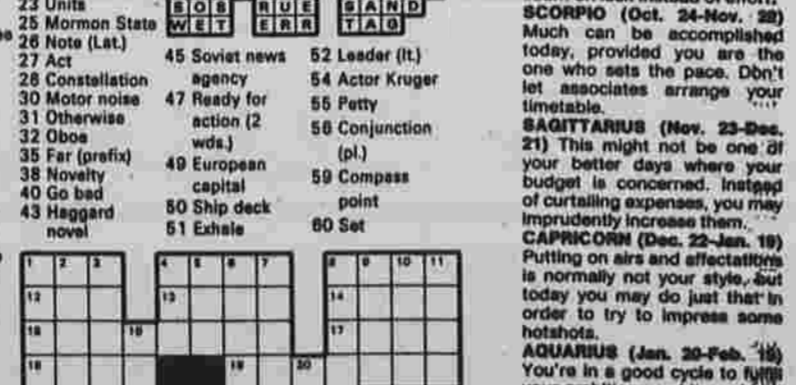 23 Units
25 Mormon State
26 Note (Lat.)
27 Act
28 Constellation
30 Motor noise
31 Otherwise
32 Oboe
35 Far (prefix)
38 Novelty
40 Go bad
43 Haggard
novel
SOB RUE SAND
WET ERR TAG
45 Soviet news
agency
47 Ready for
action (2
wds.)
49 European
capital
50 Ship deck
51 Exhale
52 Leader (It.)
54 Actor Kruger
55 Petty
56 Conjunction
(pl.)
59 Compass
point
60 Set
1 2 3 4 5 6 7 8 9 10 11
12 13 14
15 16 17
18 19 20
SCORPIO (Oct. 24-Nov. 22)
Much can be accomplished
today, provided you are the
one who sets the pace. Don't
let associates arrange your
timetable.
SAGITTARIUS (Nov. 23-Dec.
21) This might not be one of
your better days where your
budget is concerned. Instead
of curtailing expenses, you may
imprudently increase them.
CAPRICORN (Dec. 22-Jan. 19)
Putting on airs and affectations
is normally not your style, but
today you may do just that in
order to try to impress some
hotshots.
AQUARIUS (Jan. 20-Feb. 19)
You're in a good cycle to fulfill